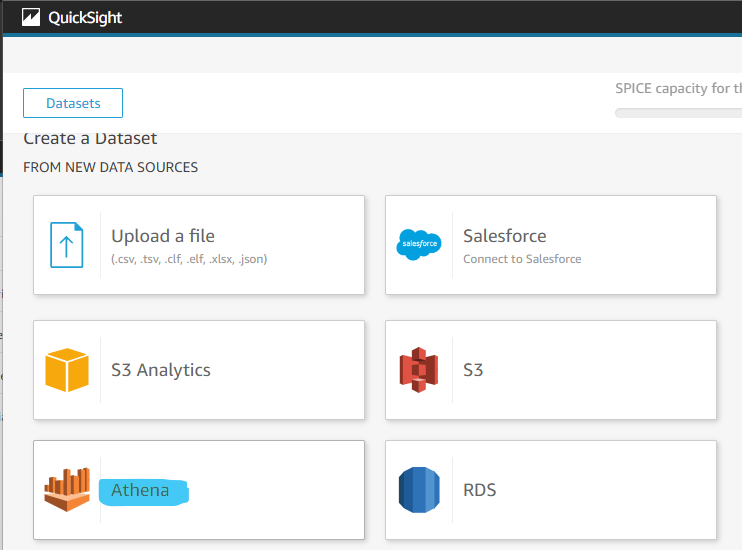 QuickSight
Datasets
SPICE capacity for
Create a Dataset
FROM NEW DATA SOURCES
Upload a file
(.csv, .tsv, .clf, .elf, .xlsx, .json)
Salesforce
Connect to Salesforce
salesforce
S3 Analytics
S3
Athena
RDS